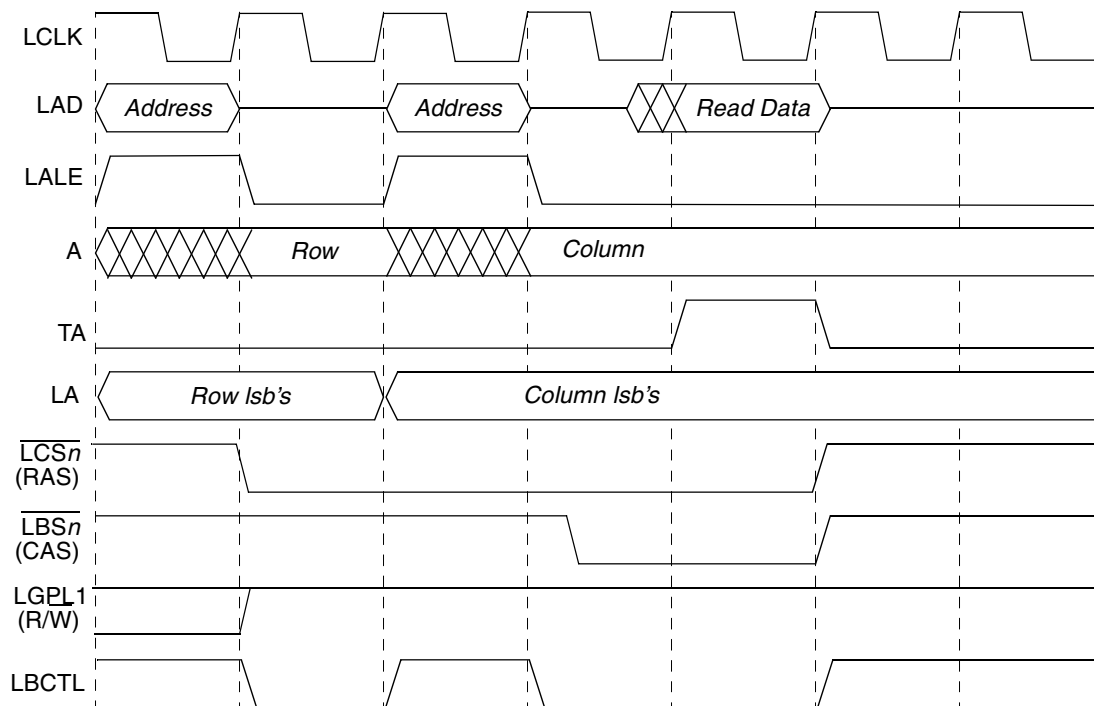 LCLK
LAD Address Address Read Data
LALE
A Row Column
TA
LA Row lsb's Column lsb's
LCSn
(RAS)
LBSn
(CAS)
LGPL1
(R/W)
LBCTL